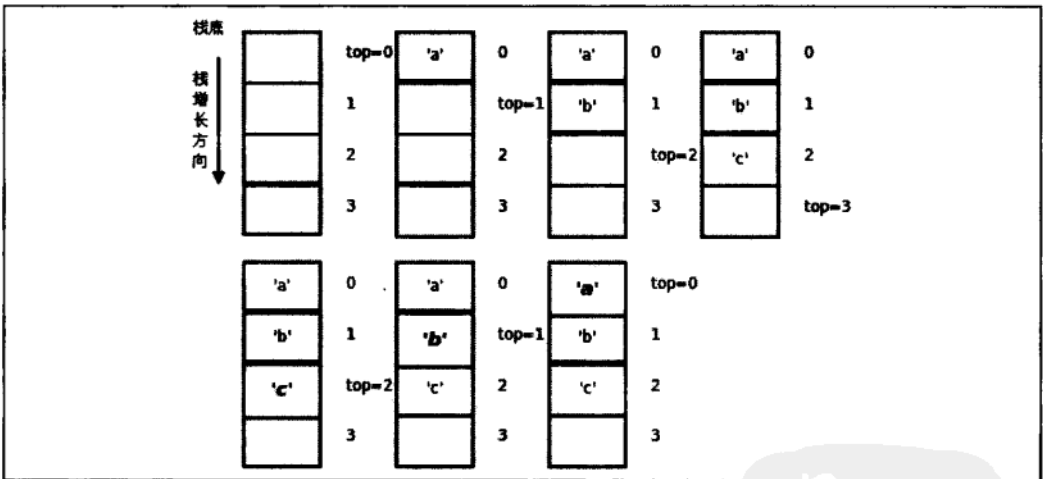 栈底
栈增长方向
top=0 'a' 0 'a' 0 'a' 0
1 top=1 'b' 1 'b' 1
2 2 top=2 'c' 2
3 3 3 top=3
'a' 0 'a' 0 'a' top=0
'b' 1 'b' top=1 'b' 1
'c' top=2 'c' 2 'c' 2
3 3 3